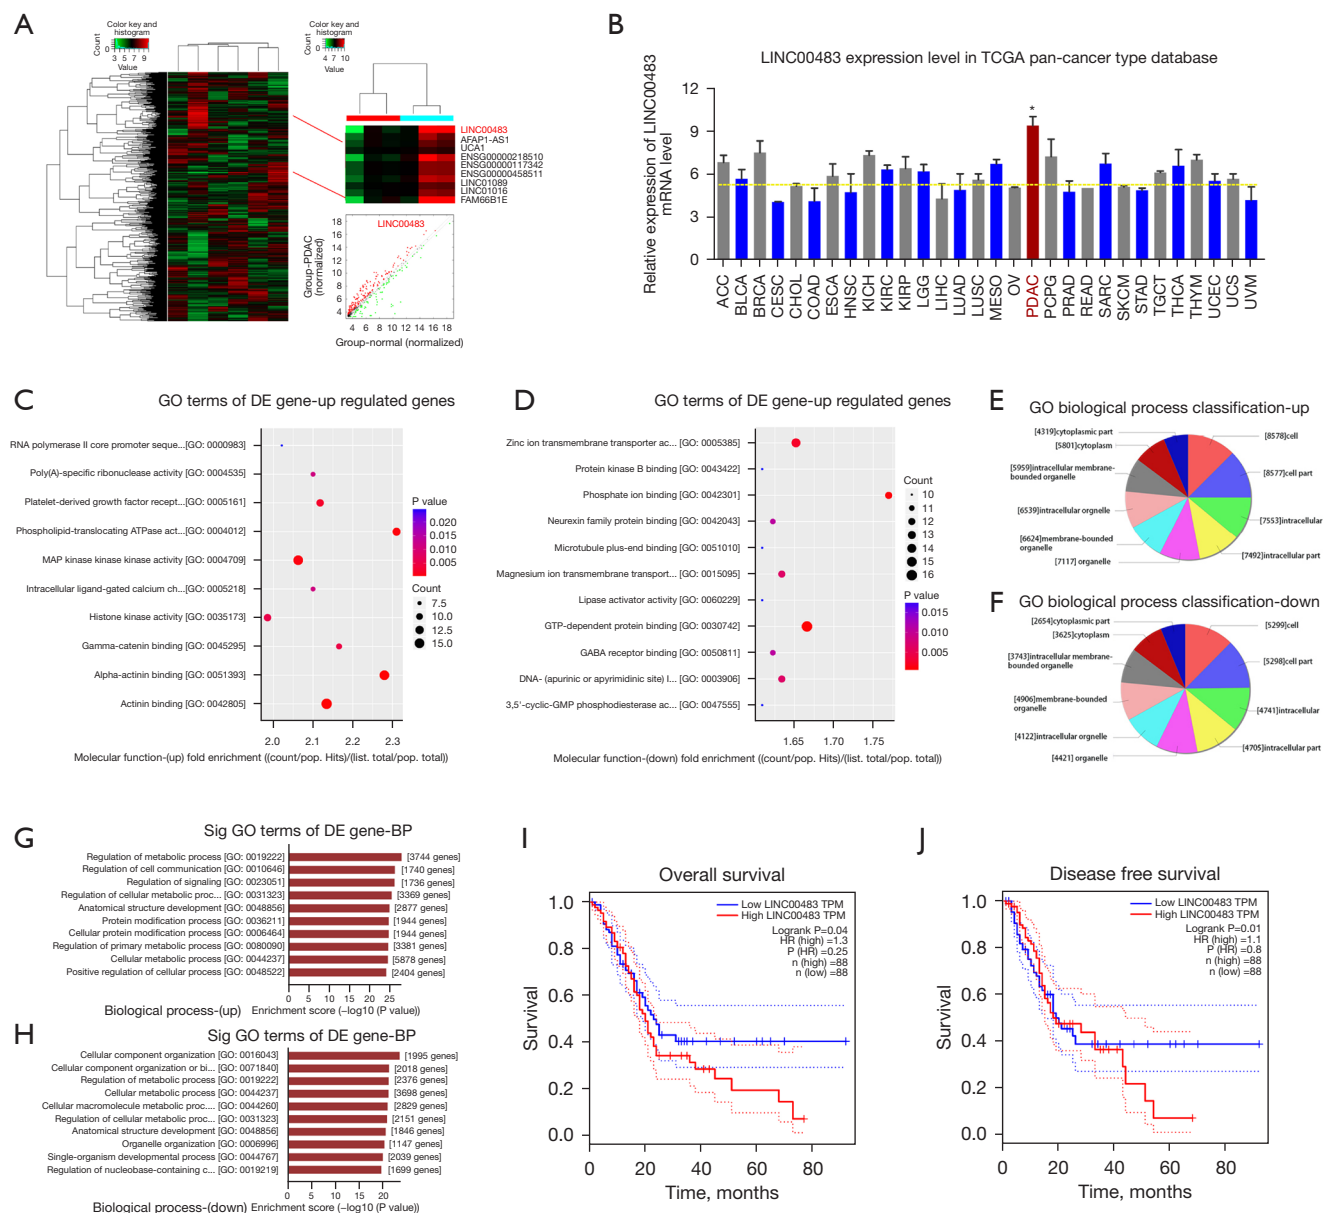 A
Color key and
histogram
Count
0
3 5 7 9
Value
Color key and
histogram
Count
0
4 6 7 10
Value
LINC00483
AFAP1-AS1
UCA1
ENSG00000218510
ENSG00000117342
ENSG00000458511
LINC01089
LINC01016
FAM66B1E
LINC00483
Group-PDAC
(normalized)
18
16
14
12
10
8
6
4
4 6 8 10 12 14 16 18
Group-normal (normalized)
B
LINC00483 expression level in TCGA pan-cancer type database
Relative expression of LINC00483
mRNA level
12
9
6
3
0
*
ACC
BLCA
BRCA
CESC
CHOL
COAD
ESCA
HNSC
KICH
KIRC
KIRP
LGG
LIHC
LUAD
LUSC
MESO
OV
PDAC
PCPG
PRAD
READ
SARC
SKCM
STAD
TGCT
THCA
THYM
UCEC
UCS
UVM
C
GO terms of DE gene-up regulated genes
RNA polymerase II core promoter seque...[GO: 0000983]
Poly(A)-specific ribonuclease activity [GO: 0004535]
Platelet-derived growth factor recept... [GO: 0005161]
Phospholipid-translocating ATPase act... [GO: 0004012]
MAP kinase kinase kinase activity [GO: 0004709]
Intracellular ligand-gated calcium ch... [GO: 0005218]
Histone kinase activity [GO: 0035173]
Gamma-catenin binding [GO: 0045295]
Alpha-actinin binding [GO: 0051393]
Actinin binding [GO: 0042805]
P value
0.020
0.015
0.010
0.005
Count
7.5
10.0
12.5
15.0
2.0 2.1 2.2 2.3
Molecular function-(up) fold enrichment ((count/pop. Hits)/(list. total/pop. total))
D
GO terms of DE gene-up regulated genes
Zinc ion transmembrane transporter ac... [GO: 0005385]
Protein kinase B binding [GO: 0043422]
Phosphate ion binding [GO: 0042301]
Neurexin family protein binding [GO: 0042043]
Microtubule plus-end binding [GO: 0051010]
Magnesium ion transmembrane transport... [GO: 0015095]
Lipase activator activity [GO: 0060229]
GTP-dependent protein binding [GO: 0030742]
GABA receptor binding [GO: 0050811]
DNA- (apurinic or apyrimidinic site) l... [GO: 0003906]
3,5'-cyclic-GMP phosphodiesterase ac... [GO: 0047555]
Count
10
11
12
13
14
15
16
P value
0.015
0.010
0.005
1.65 1.70 1.75
Molecular function-(down) fold enrichment ((count/pop. Hits)/(list. total/pop. total))
E
GO biological process classification-up
[4319]cytoplasmic part
[5801]cytoplasm
[5959]intracellular membrane-
bounded organelle
[6539]intracellular orgnelle
[6624]membrane-bounded
organelle
[7117] organelle
[8578]cell
[8577]cell part
[7553]intracellular
[7492]intracellular part
F
GO biological process classification-down
[2654]cytoplasmic part
[3625]cytoplasm
[3743]intracellular membrane-
bounded orgamnelle
[4906]membrane-bounded
organelle
[4122]intracellular orgnelle
[4421] organelle
[5299]cell
[5298]cell part
[4741]intracellular
[4705]intracellular part
G
Sig GO terms of DE gene-BP
Regulation of metabolic process [GO: 0019222] [3744 genes]
Regulation of cell communication [GO: 0010646] [1740 genes]
Regulation of signaling [GO: 0023051] [1736 genes]
Regulation of cellular metabolic proc... [GO: 0031323] [3369 genes]
Anatomical structure development [GO: 0048856] [2877 genes]
Protein modification process [GO: 0036211] [1944 genes]
Cellular protein modification process [GO: 0006464] [1944 genes]
Regulation of primary metabolic process [GO: 0080090] [3381 genes]
Cellular metabolic process [GO: 0044237] [5878 genes]
Positive regulation of cellular process [GO: 0048522] [2404 genes]
0 5 10 15 20 25
Biological process-(up) Enrichment score (−log10 (P value))
H
Sig GO terms of DE gene-BP
Cellular component organization [GO: 0016043] [1995 genes]
Cellular component organization or bi... [GO: 0071840] [2018 genes]
Regulation of metabolic process [GO: 0019222] [2376 genes]
Cellular metabolic process [GO: 0044237] [3698 genes]
Cellular macromolecule metabolic proc.... [GO: 0044260] [2829 genes]
Regulation of cellular metabolic proc... [GO: 0031323] [2151 genes]
Anatomical structure development [GO: 0048856] [1846 genes]
Organelle organization [GO: 0006996] [1147 genes]
Single-organism developmental process [GO: 0044767] [2039 genes]
Regulation of nucleobase-containing c... [GO: 0019219] [1699 genes]
0 5 10 15 20
Biological process-(down) Enrichment score (−log10 (P value))
I
Overall survival
Low LINC00483 TPM
High LINC00483 TPM
Logrank P=0.04
HR (high) =1.3
P (HR) =0.25
n (high) =88
n (low) =88
Survival
1.0
0.8
0.6
0.4
0.2
0.0
0 20 40 60 80
Time, months
J
Disease free survival
Low LINC00483 TPM
High LINC00483 TPM
Logrank P=0.01
HR (high) =1.1
P (HR) =0.8
n (high) =88
n (low) =88
Survival
1.0
0.8
0.6
0.4
0.2
0.0
0 20 40 60 80
Time, months